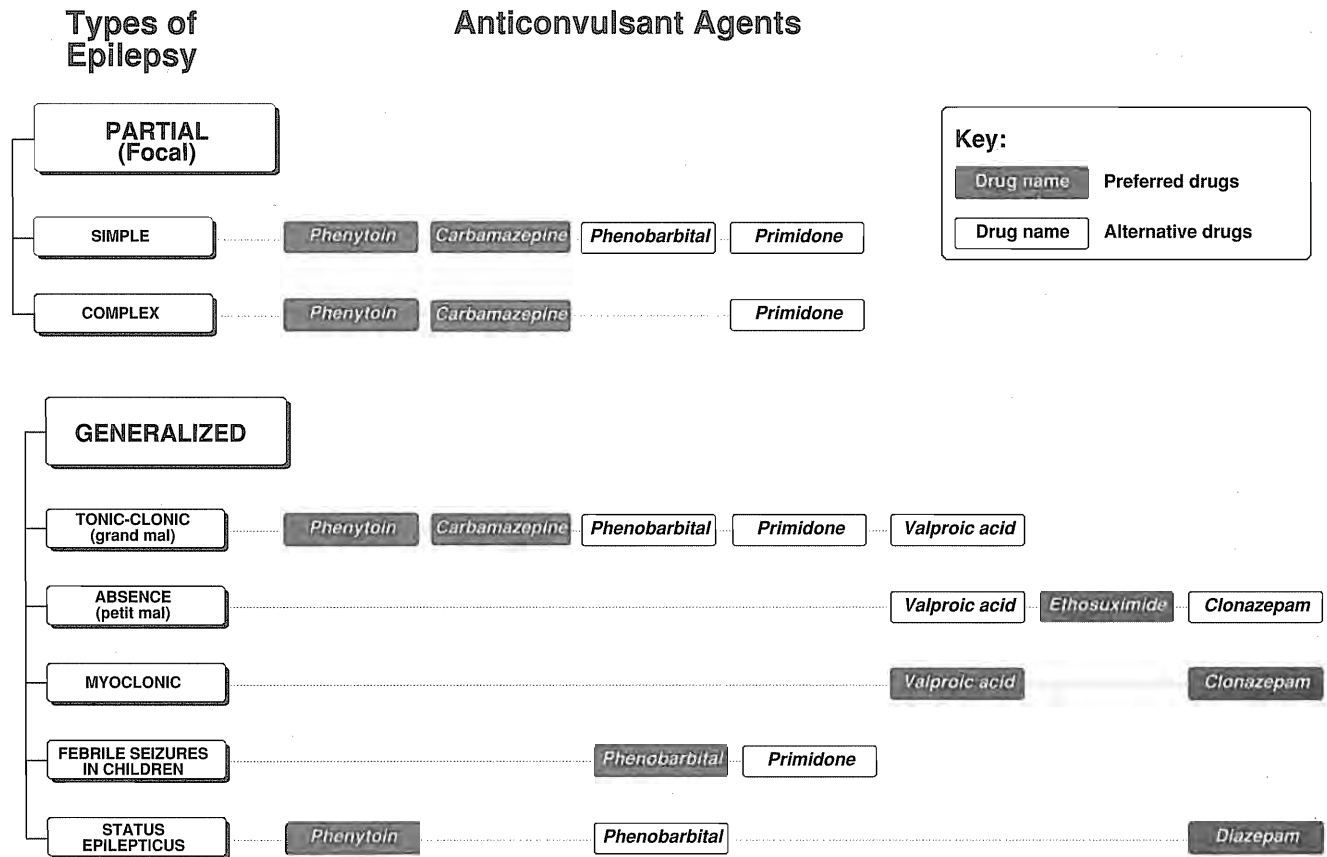 Types of
Epilepsy
Anticonvulsant Agents
PARTIAL
(Focal)
Key:
Drug name Preferred drugs
Drug name Alternative drugs
SIMPLE Phenytoin Carbamazepine Phenobarbital Primidone
COMPLEX Phenytoin Carbamazepine Primidone
GENERALIZED
TONIC-CLONIC
(grand mal)
Phenytoin Carbamazepine Phenobarbital Primidone Valproic acid
ABSENCE
(petit mal)
Valproic acid Ethosuximide Clonazepam
MYOCLONIC Valproic acid Clonazepam
FEBRILE SEIZURES
IN CHILDREN
Phenobarbital Primidone
STATUS
EPILEPTICUS
Phenytoin Phenobarbital Diazepam